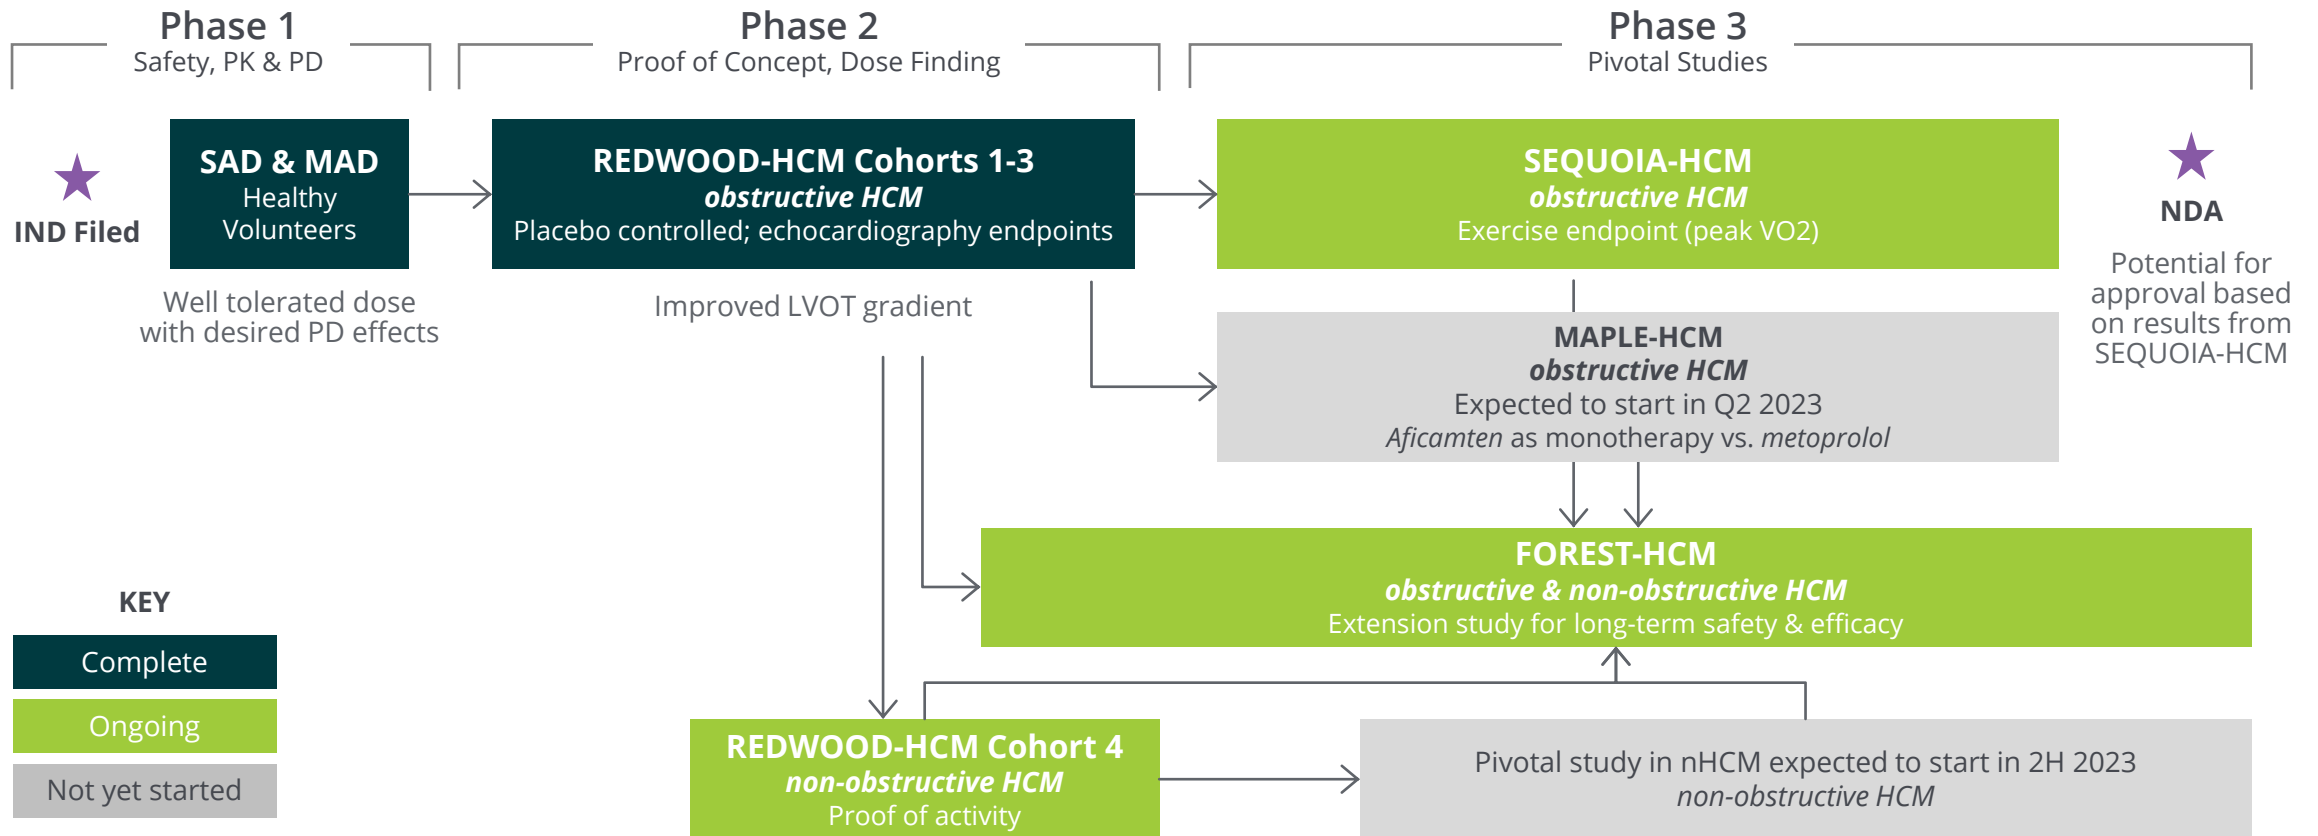 Phase 1
Safety, PK & PD
Phase 2
Proof of Concept, Dose Finding
Phase 3
Pivotal Studies
IND Filed
SAD & MAD
Healthy
Volunteers
Well tolerated dose
with desired PD effects
REDWOOD-HCM Cohorts 1-3
obstructive HCM
Placebo controlled; echocardiography endpoints
Improved LVOT gradient
SEQUOIA-HCM
obstructive HCM
Exercise endpoint (peak VO2)
NDA
Potential for
approval based
on results from
SEQUOIA-HCM
MAPLE-HCM
obstructive HCM
Expected to start in Q2 2023
Aficamten as monotherapy vs. metoprolol
FOREST-HCM
obstructive & non-obstructive HCM
Extension study for long-term safety & efficacy
KEY
Complete
Ongoing
Not yet started
REDWOOD-HCM Cohort 4
non-obstructive HCM
Proof of activity
Pivotal study in nHCM expected to start in 2H 2023
non-obstructive HCM